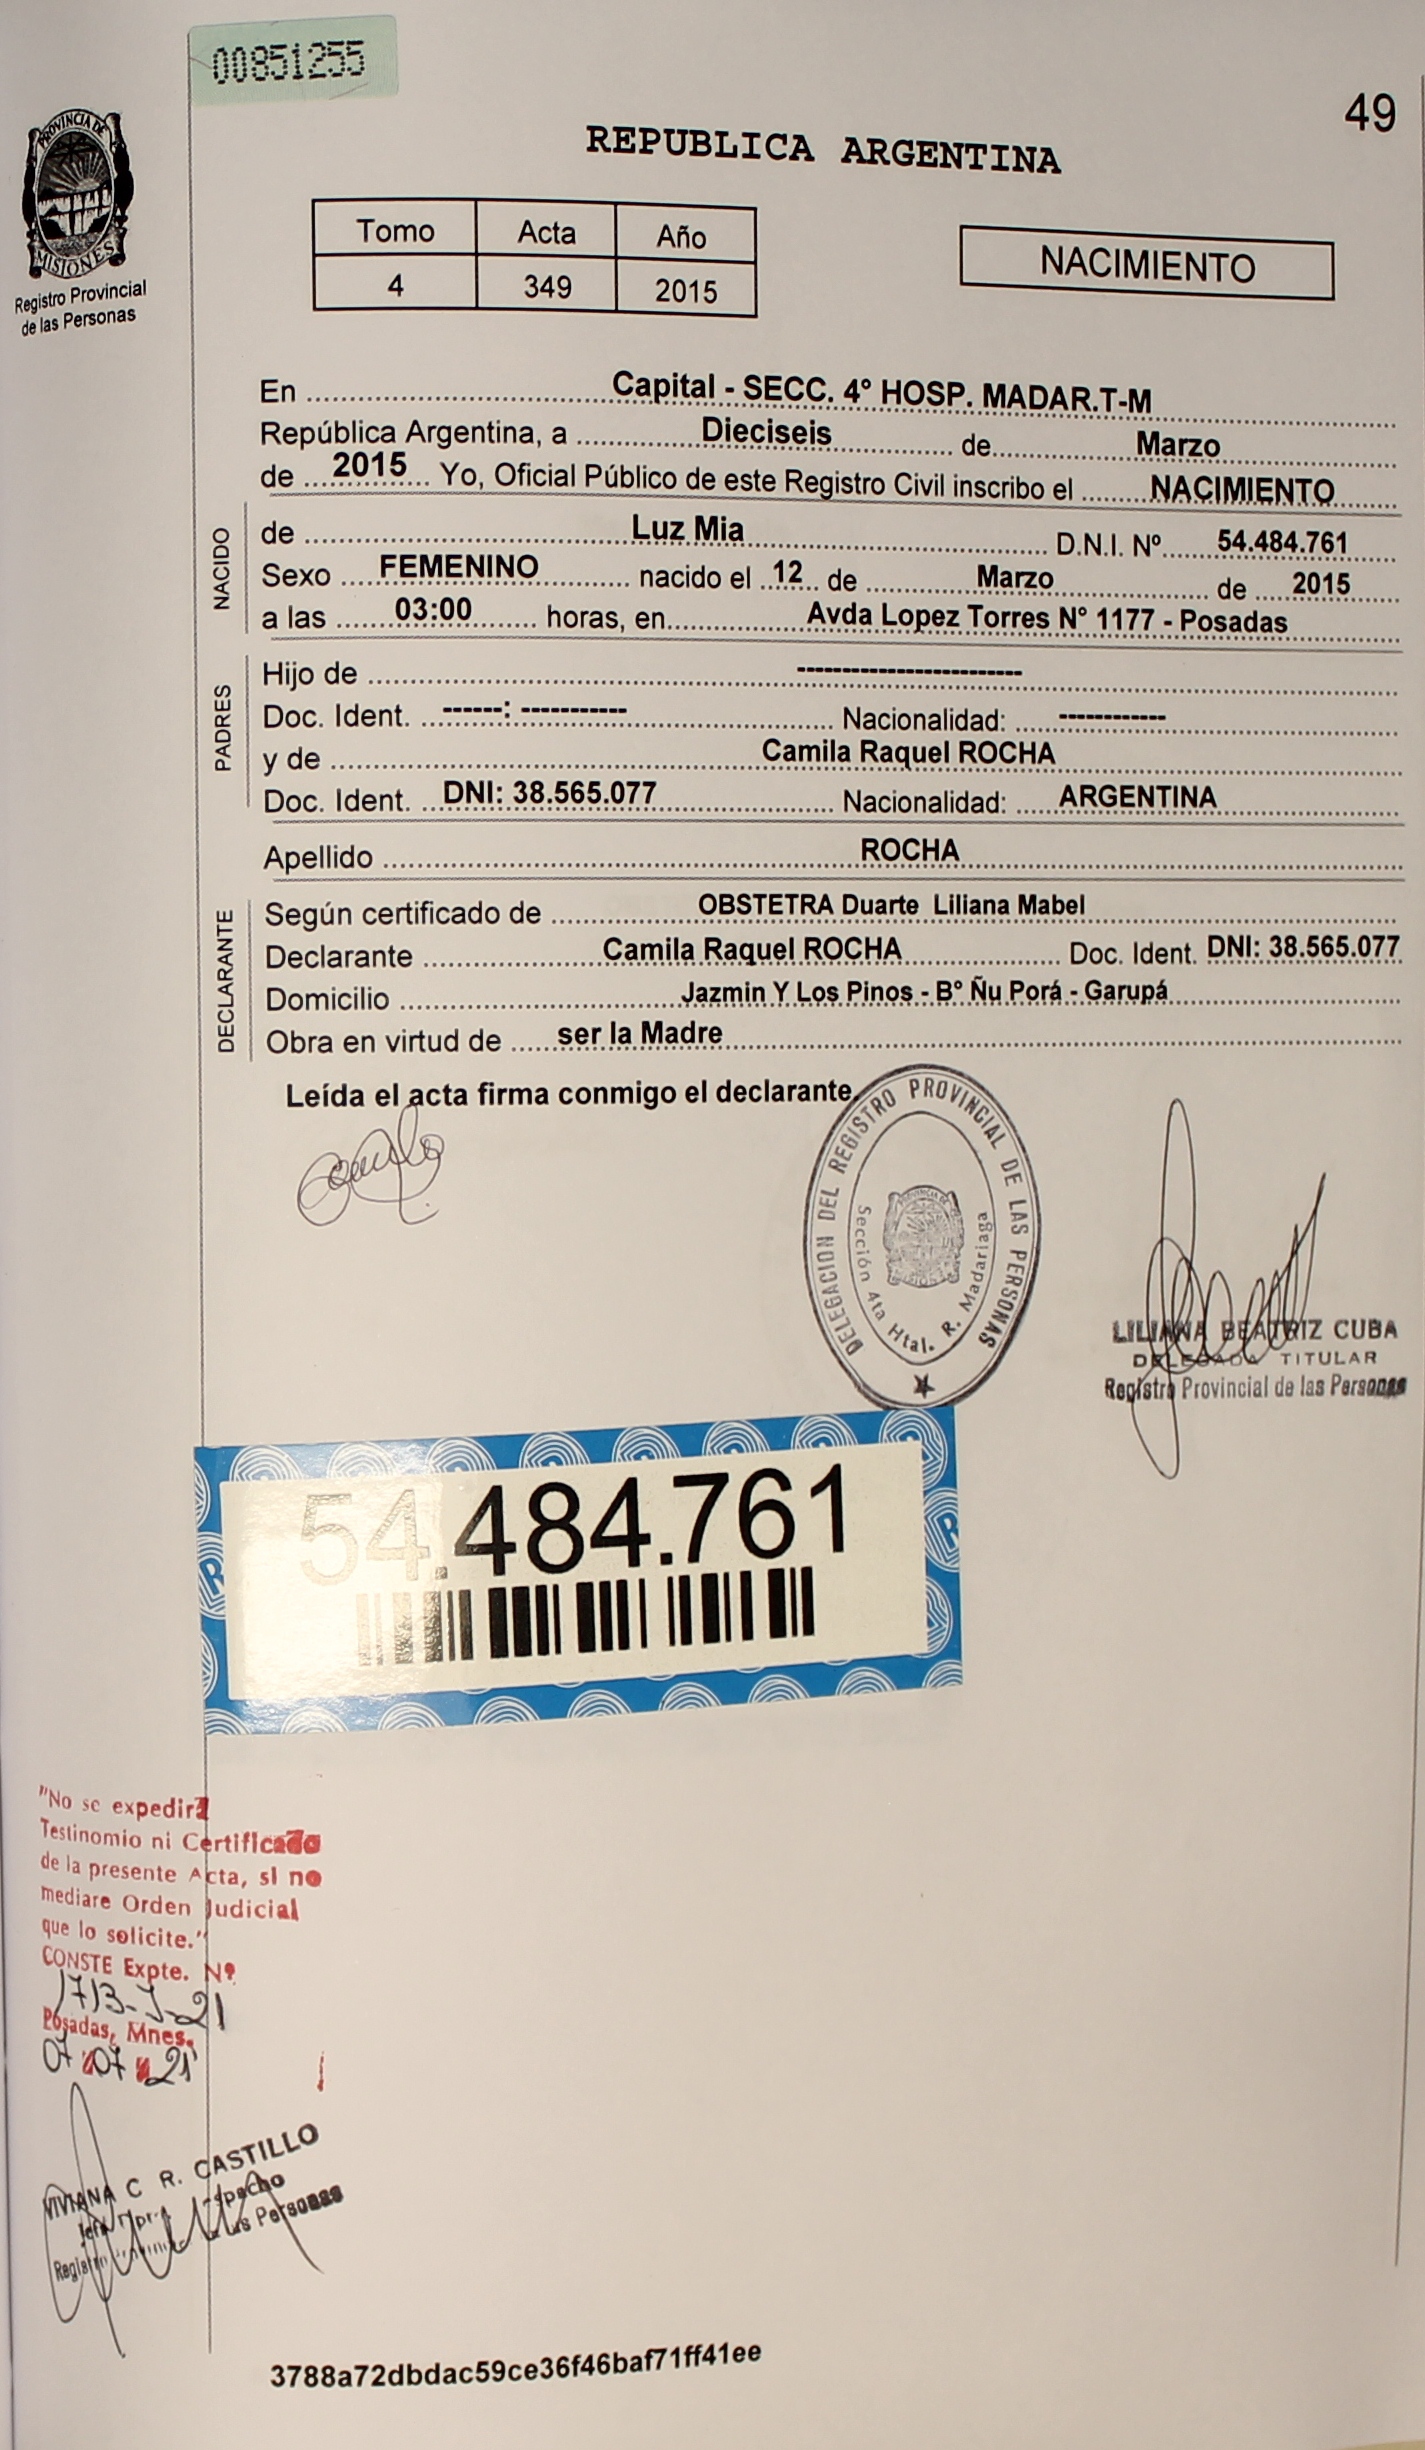 00851255
49
PROVINCIA DE
MISIONES
Registro Provincial
de las Personas
REPUBLICA ARGENTINA
Tomo Acta Año
4 349 2015
NACIMIENTO
En Capital - SECC. 4° HOSP. MADAR.T-M
República Argentina, a Dieciseis de Marzo
de 2015 Yo, Oficial Público de este Registro Civil inscribo el NACIMIENTO
NACIDO
de Luz Mia D.N.I. Nº 54.484.761
Sexo FEMENINO nacido el 12 de Marzo de 2015
a las 03:00 horas, en Avda Lopez Torres N° 1177 - Posadas
PADRES
Hijo de -------------------------
Doc. Ident. ------: ------------ Nacionalidad: ------------
y de Camila Raquel ROCHA
Doc. Ident. DNI: 38.565.077 Nacionalidad: ARGENTINA
Apellido ROCHA
DECLARANTE
Según certificado de OBSTETRA Duarte Liliana Mabel
Declarante Camila Raquel ROCHA Doc. Ident. DNI: 38.565.077
Domicilio Jazmin Y Los Pinos - B° Ñu Porá - Garupá
Obra en virtud de ser la Madre
Leída el acta firma conmigo el declarante
DELEGACION DEL REGISTRO PROVINCIAL DE LAS PERSONAS
Sección 4ta Htal. R. Madariaga
LILIANA BEATRIZ CUBA
DELEGADA TITULAR
Registro Provincial de las Personas
54.484.761
"No se expedirá
Testinomio ni Certificado
de la presente Acta, si no
mediare Orden Judicial
que lo solicite."
CONSTE Expte. Nº
1713-J-21
Posadas, Mnes.
07 07 21
VIVIANA C R. CASTILLO
Registro las Personas
3788a72dbdac59ce36f46baf71ff41ee